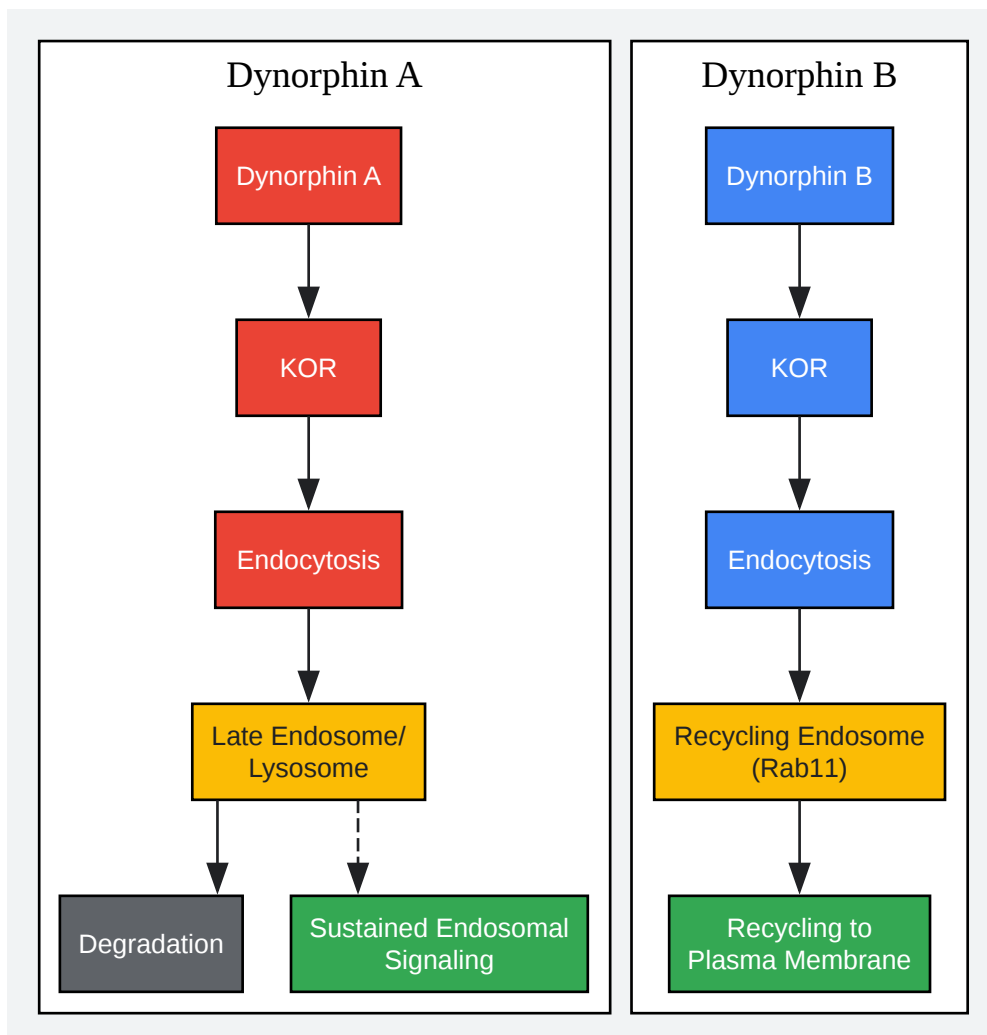 Dynorphin A
Dynorphin A
KOR
Endocytosis
Late Endosome/
Lysosome
Degradation
Sustained Endosomal
Signaling
Dynorphin B
Dynorphin B
KOR
Endocytosis
Recycling Endosome
(Rab11)
Recycling to
Plasma Membrane